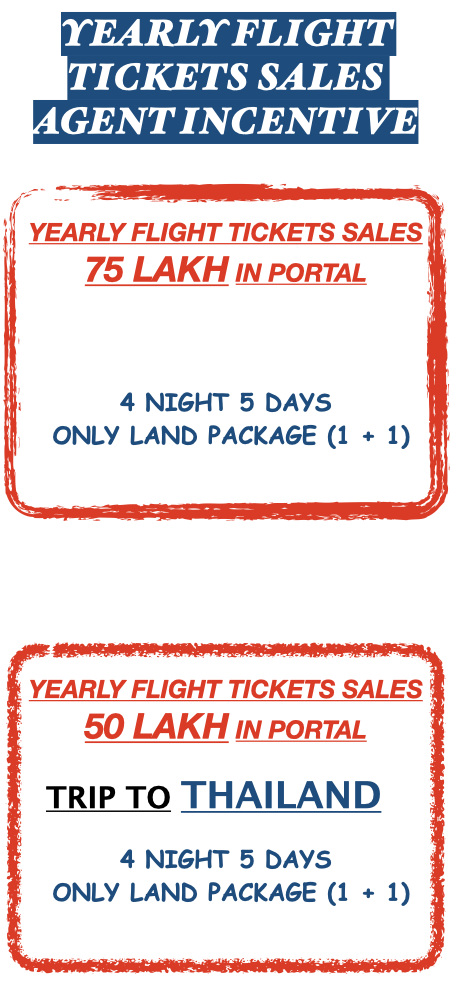 YEARLY FLIGHT
TICKETS SALES
AGENT INCENTIVE
YEARLY FLIGHT TICKETS SALES
75 LAKH IN PORTAL
4 NIGHT 5 DAYS
ONLY LAND PACKAGE (1 + 1)
YEARLY FLIGHT TICKETS SALES
50 LAKH IN PORTAL
TRIP TO THAILAND
4 NIGHT 5 DAYS
ONLY LAND PACKAGE (1 + 1)